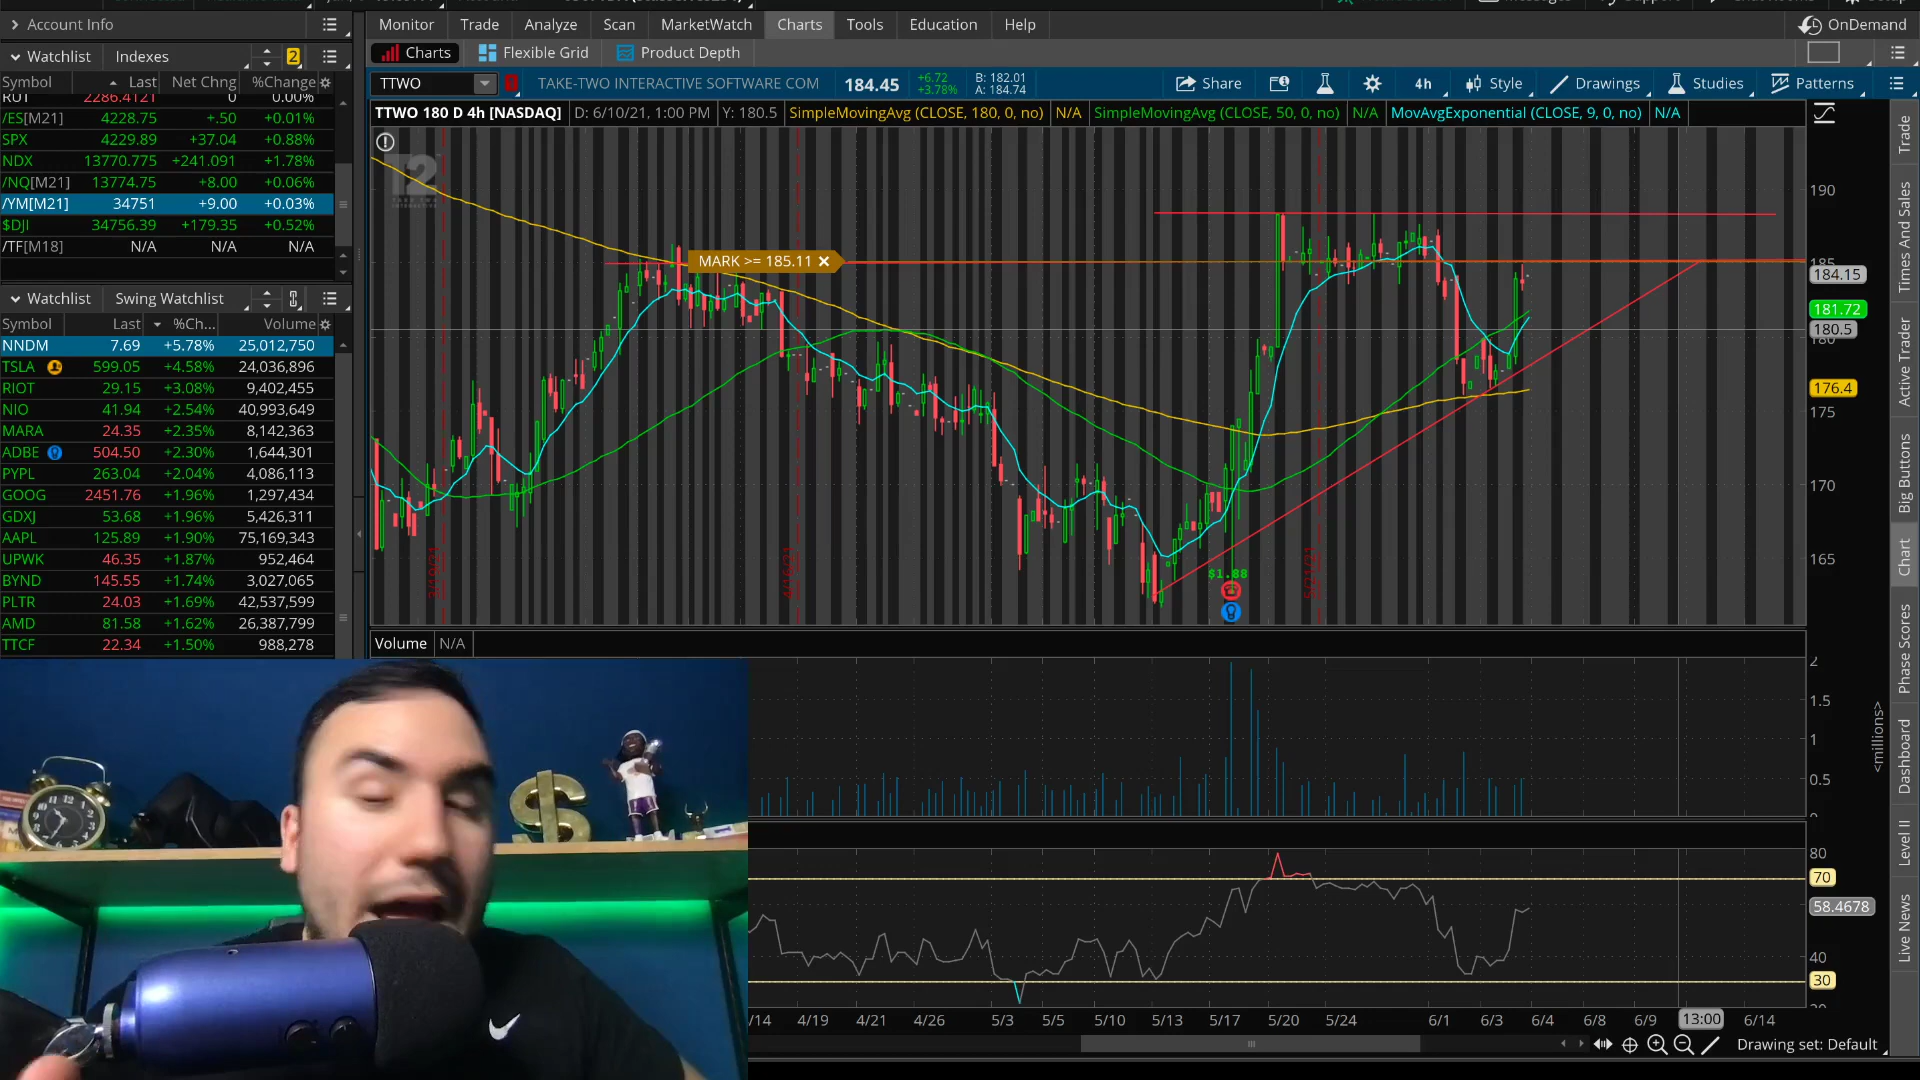 Account Info
Monitor Trade Analyze Scan MarketWatch Charts Tools Education Help
OnDemand
Watchlist Indexes 2
Charts Flexible Grid Product Depth
Symbol Last Net Chng %Change
RUT 2286.4121 0 0.00%
/ES[M21] 4228.75 +.50 +0.01%
SPX 4229.89 +37.04 +0.88%
NDX 13770.775 +241.091 +1.78%
/NQ[M21] 13774.75 +8.00 +0.06%
/YM[M21] 34751 +9.00 +0.03%
$DJI 34756.39 +179.35 +0.52%
/TF[M18] N/A N/A N/A
TTWO TAKE-TWO INTERACTIVE SOFTWARE COM 184.45 +6.72 +3.78% B: 182.01 A: 184.74
Share 4h Style Drawings Studies Patterns
TTWO 180 D 4h [NASDAQ] D: 6/10/21, 1:00 PM Y: 180.5 SimpleMovingAvg (CLOSE, 180, 0, no) N/A SimpleMovingAvg (CLOSE, 50, 0, no) N/A MovAvgExponential (CLOSE, 9, 0, no) N/A
MARK >= 185.11
190
185
184.15
181.72
180.5
180
176.4
175
170
165
3/19/21
4/16/21
5/21/21
$1.88
Watchlist Swing Watchlist
Symbol Last %Ch... Volume
NNDM 7.69 +5.78% 25,012,750
TSLA 599.05 +4.58% 24,036,896
RIOT 29.15 +3.08% 9,402,455
NIO 41.94 +2.54% 40,993,649
MARA 24.35 +2.35% 8,142,363
ADBE 504.50 +2.30% 1,644,301
PYPL 263.04 +2.04% 4,086,113
GOOG 2451.76 +1.96% 1,297,434
GDXJ 53.68 +1.96% 5,426,311
AAPL 125.89 +1.90% 75,169,343
UPWK 46.35 +1.87% 952,464
BYND 145.55 +1.74% 3,027,065
PLTR 24.03 +1.69% 42,537,599
AMD 81.58 +1.62% 26,387,799
TTCF 22.34 +1.50% 988,278
Volume N/A
2
1.5
1
0.5
<millions>
80
70
58.4678
40
30
/14 4/19 4/21 4/26 5/3 5/5 5/10 5/13 5/17 5/20 5/24 6/1 6/3 6/4 6/8 6/9 13:00 6/14
Drawing set: Default
Trade
Times And Sales
Active Trader
Big Buttons
Chart
Phase Scores
Dashboard
Level II
Live News